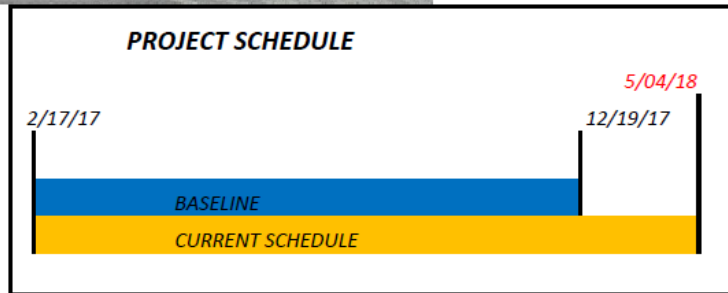 PROJECT SCHEDULE
5/04/18
2/17/17
12/19/17
BASELINE
CURRENT SCHEDULE